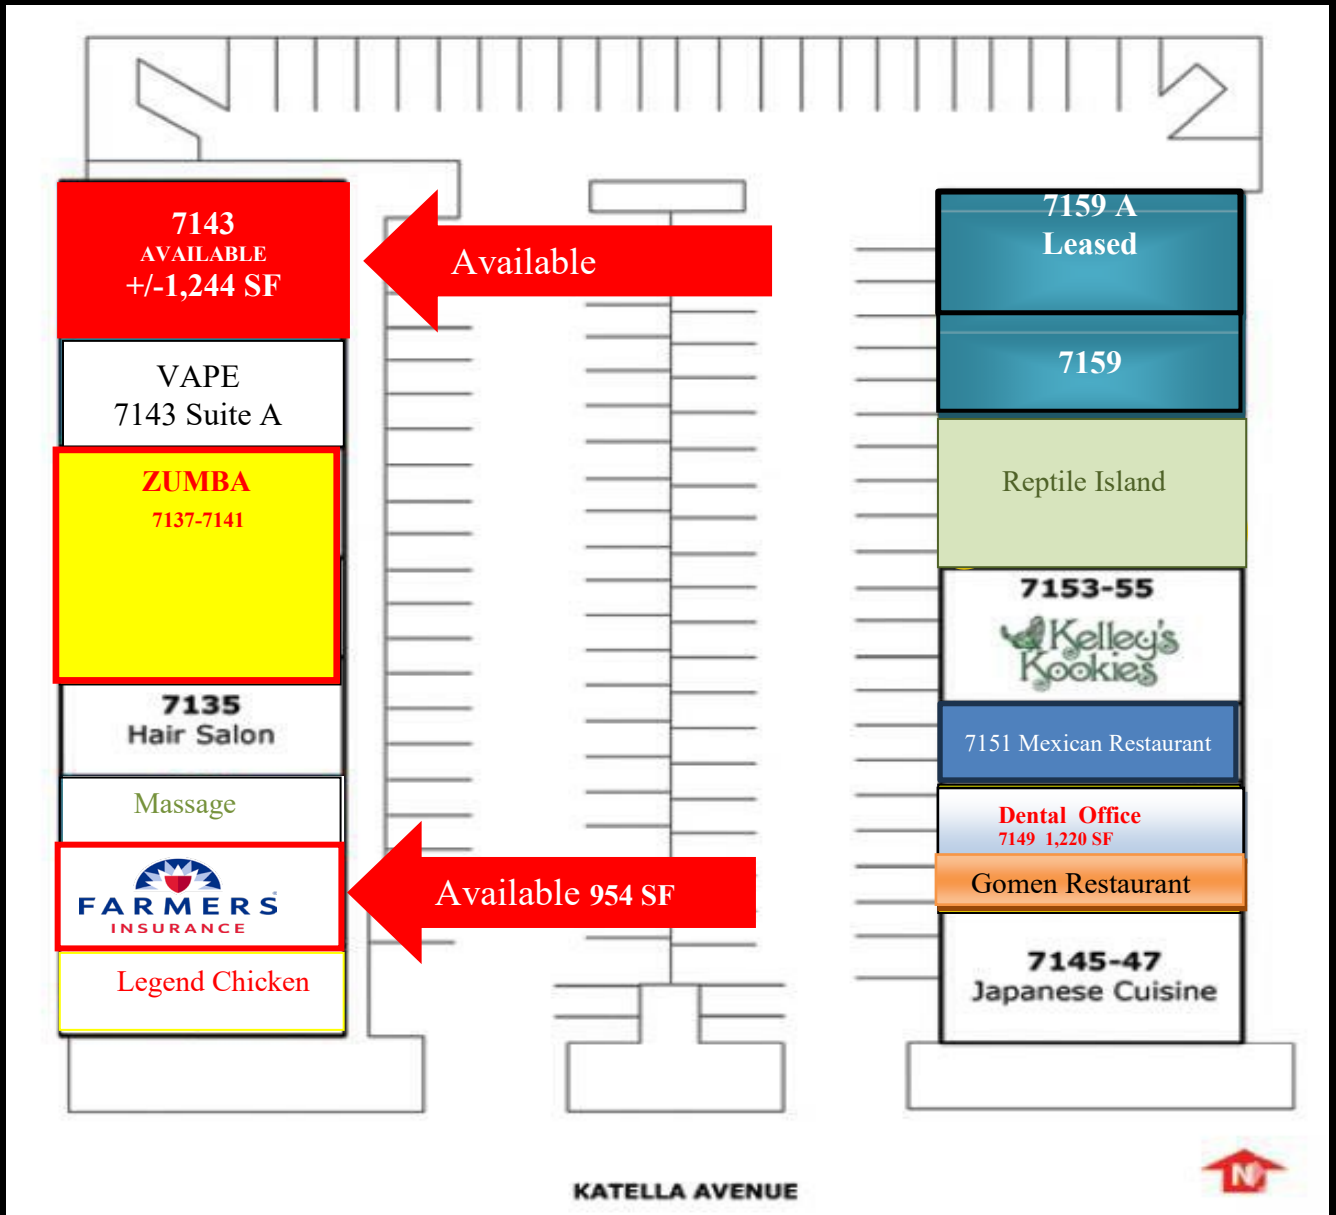 7143
AVAILABLE
+/-1,244 SF
Available
VAPE
7143 Suite A
ZUMBA
7137-7141
7135
Hair Salon
Massage
FARMERS
INSURANCE
Available 954 SF
Legend Chicken
7159 A
Leased
7159
Reptile Island
7153-55
Kelley's
Kookies
7151 Mexican Restaurant
Dental Office
7149 1,220 SF
Gomen Restaurant
7145-47
Japanese Cuisine
KATELLA AVENUE
N